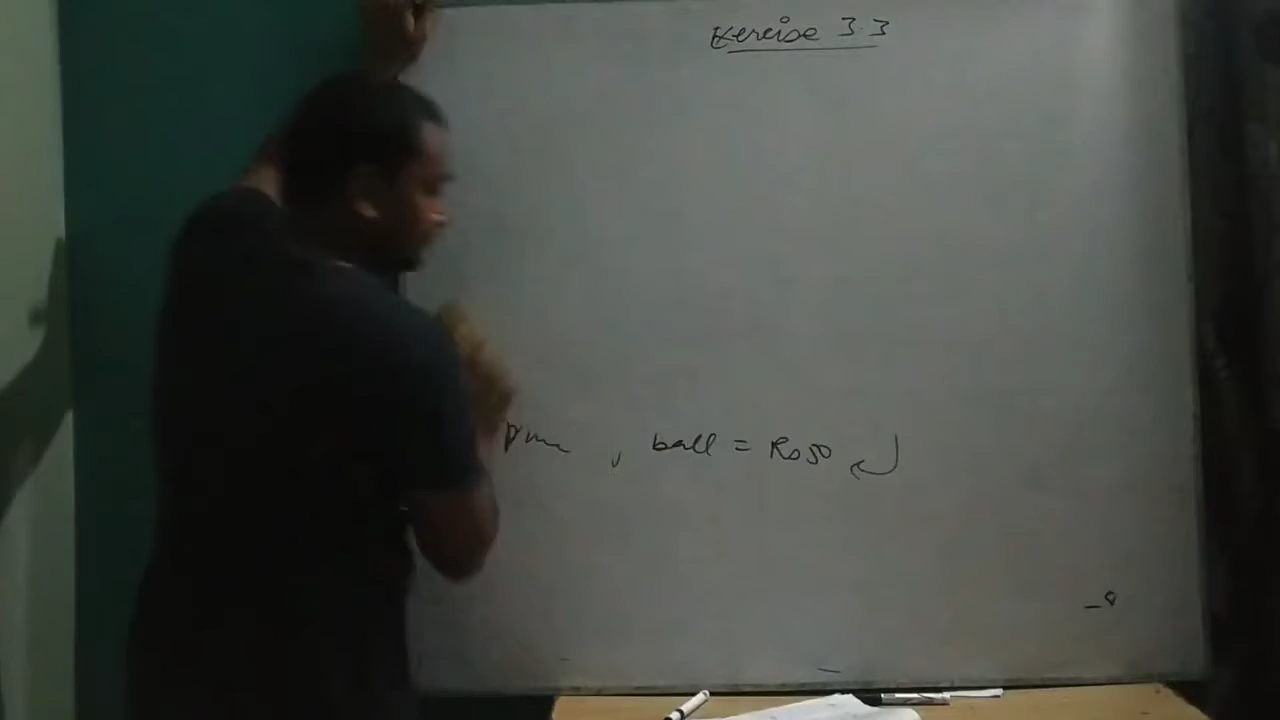 Exercise 3.3
, ball = Rs 50